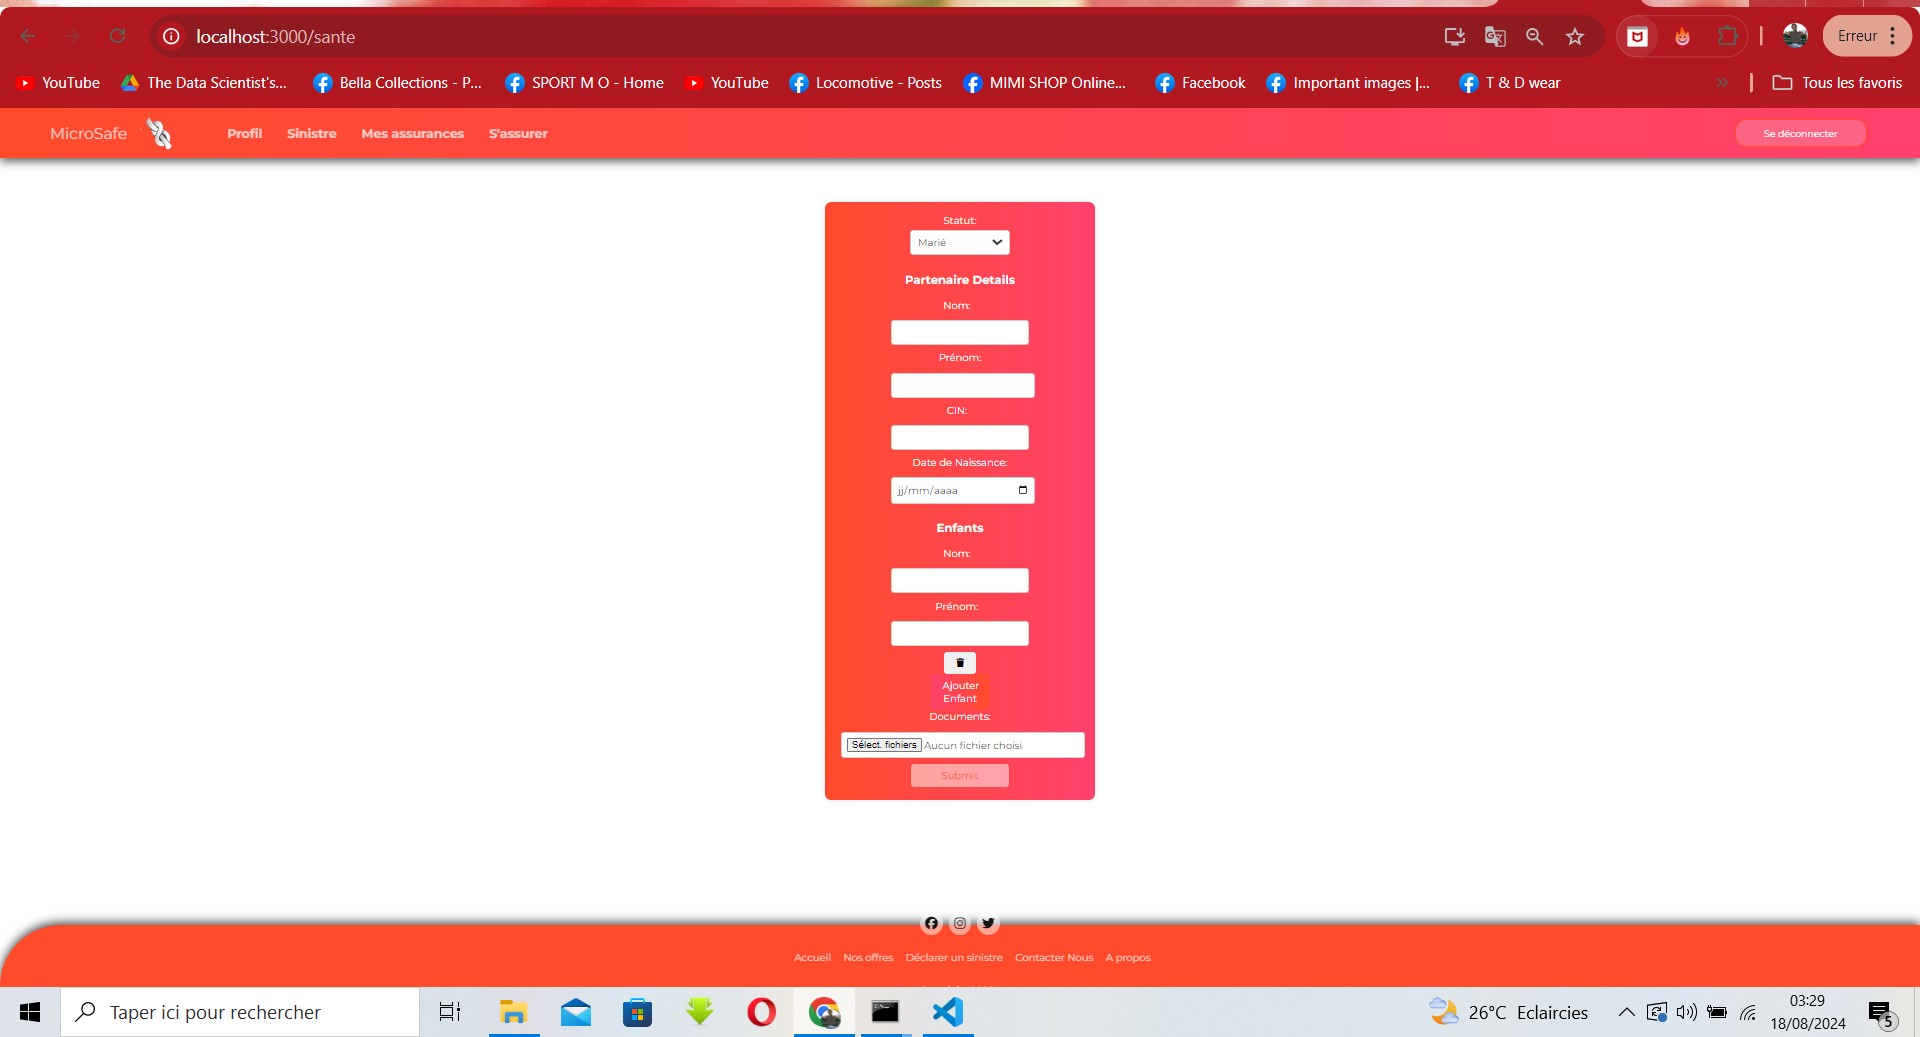 localhost:3000/sante
Erreur
YouTube
The Data Scientist's...
Bella Collections - P...
SPORT M O - Home
YouTube
Locomotive - Posts
MIMI SHOP Online...
Facebook
Important images |...
T & D wear
»
Tous les favoris
MicroSafe
Profil
Sinistre
Mes assurances
S'assurer
Se déconnecter
Statut:
Marié
Partenaire Details
Nom:
Prénom:
CIN:
Date de Naissance:
jj/mm/aaaa
Enfants
Nom:
Prénom:
Ajouter
Enfant
Documents:
Sélect. fichiers Aucun fichier choisi
Submit
Accueil
Nos offres
Déclarer un sinistre
Contacter Nous
A propos
Taper ici pour rechercher
26°C Eclaircies
03:29
18/08/2024
5